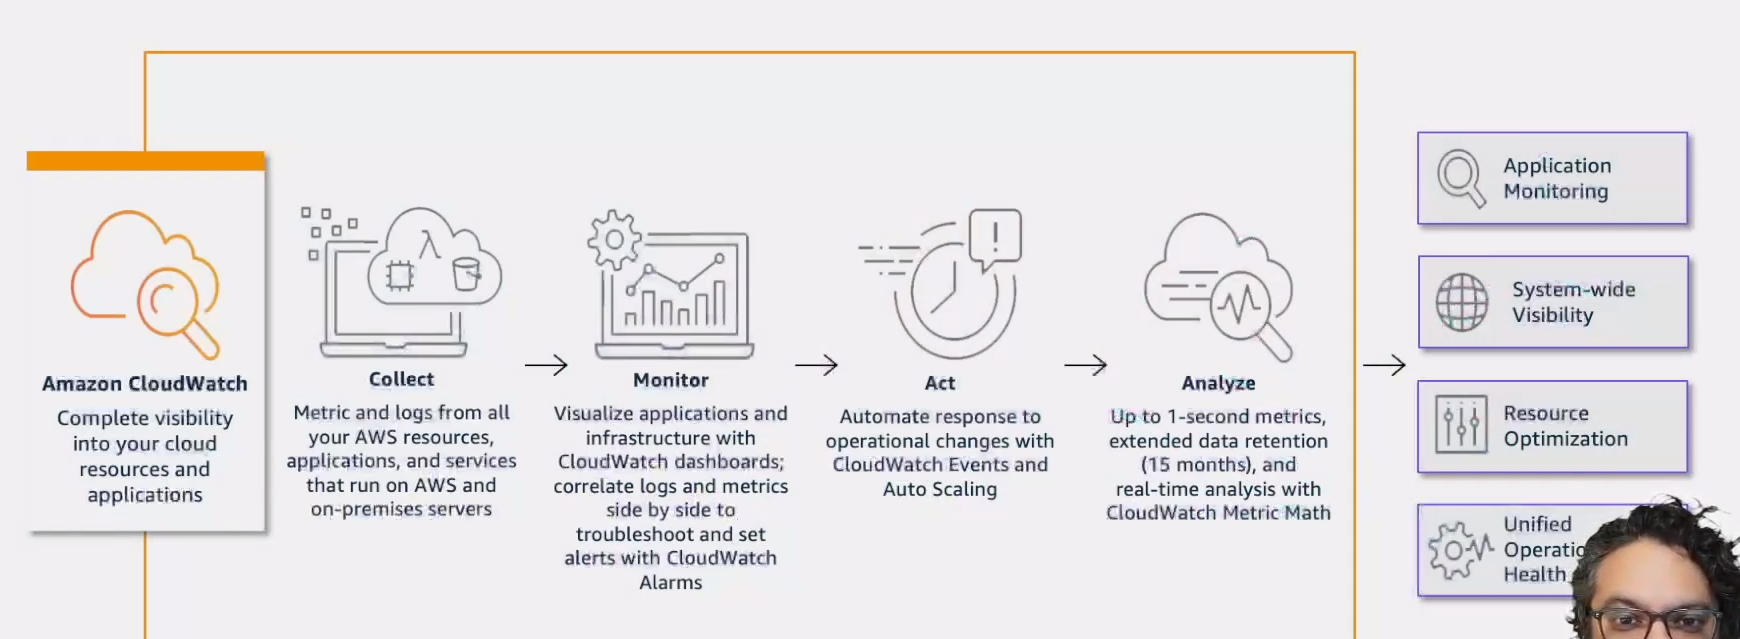 Amazon CloudWatch
Complete visibility
into your cloud
resources and
applications
Collect
Metric and logs from all
your AWS resources,
applications, and services
that run on AWS and
on-premises servers
Monitor
Visualize applications and
infrastructure with
CloudWatch dashboards;
correlate logs and metrics
side by side to
troubleshoot and set
alerts with CloudWatch
Alarms
Act
Automate response to
operational changes with
CloudWatch Events and
Auto Scaling
Analyze
Up to 1-second metrics,
extended data retention
(15 months), and
real-time analysis with
CloudWatch Metric Math
Application
Monitoring
System-wide
Visibility
Resource
Optimization
Unified
Health